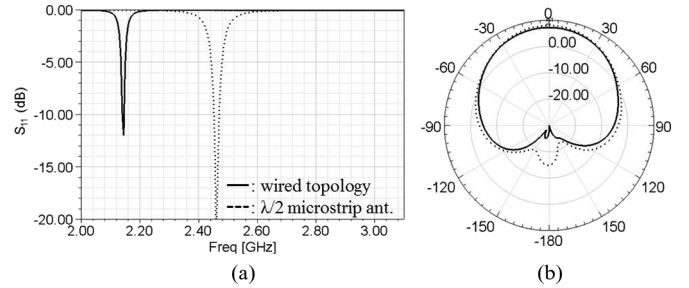 0.00
-5.00
-10.00
-15.00
-20.00
S11 (dB)
2.00 2.20 2.40 2.60 2.80 3.00
Freq [GHz]
: wired topology
: λ/2 microstrip ant.
(a)
0
-30 30
-60 60
-90 90
-120 120
-150 150
-180
0.00
-10.00
-20.00
(b)